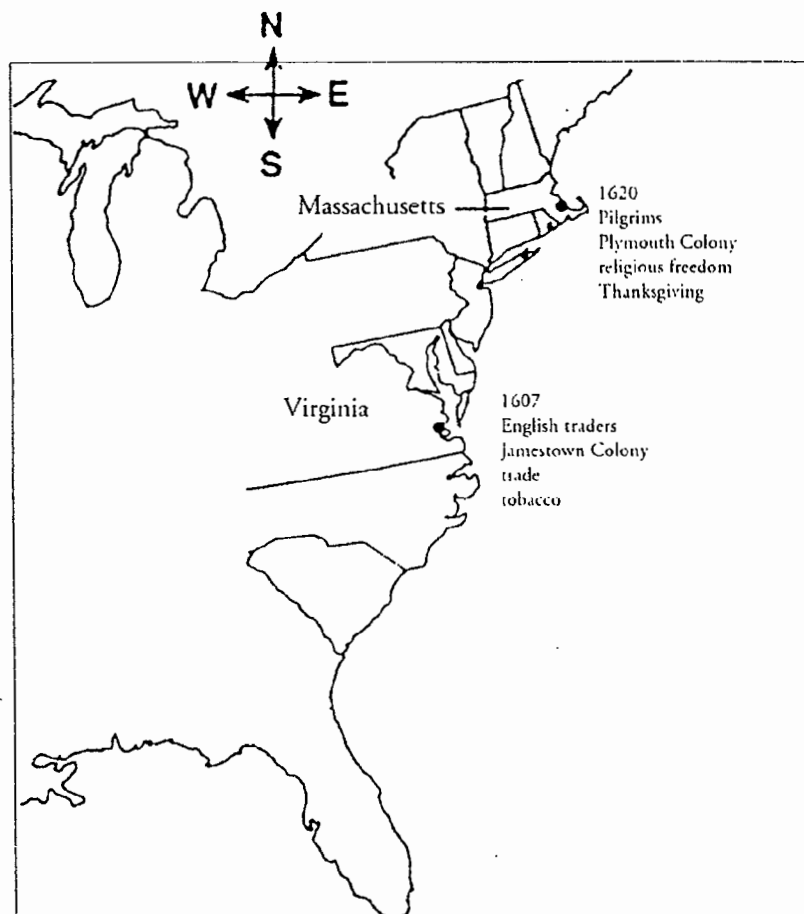 N
W E
S
Massachusetts
1620
Pilgrims
Plymouth Colony
religious freedom
Thanksgiving
Virginia
1607
English traders
Jamestown Colony
trade
tobacco